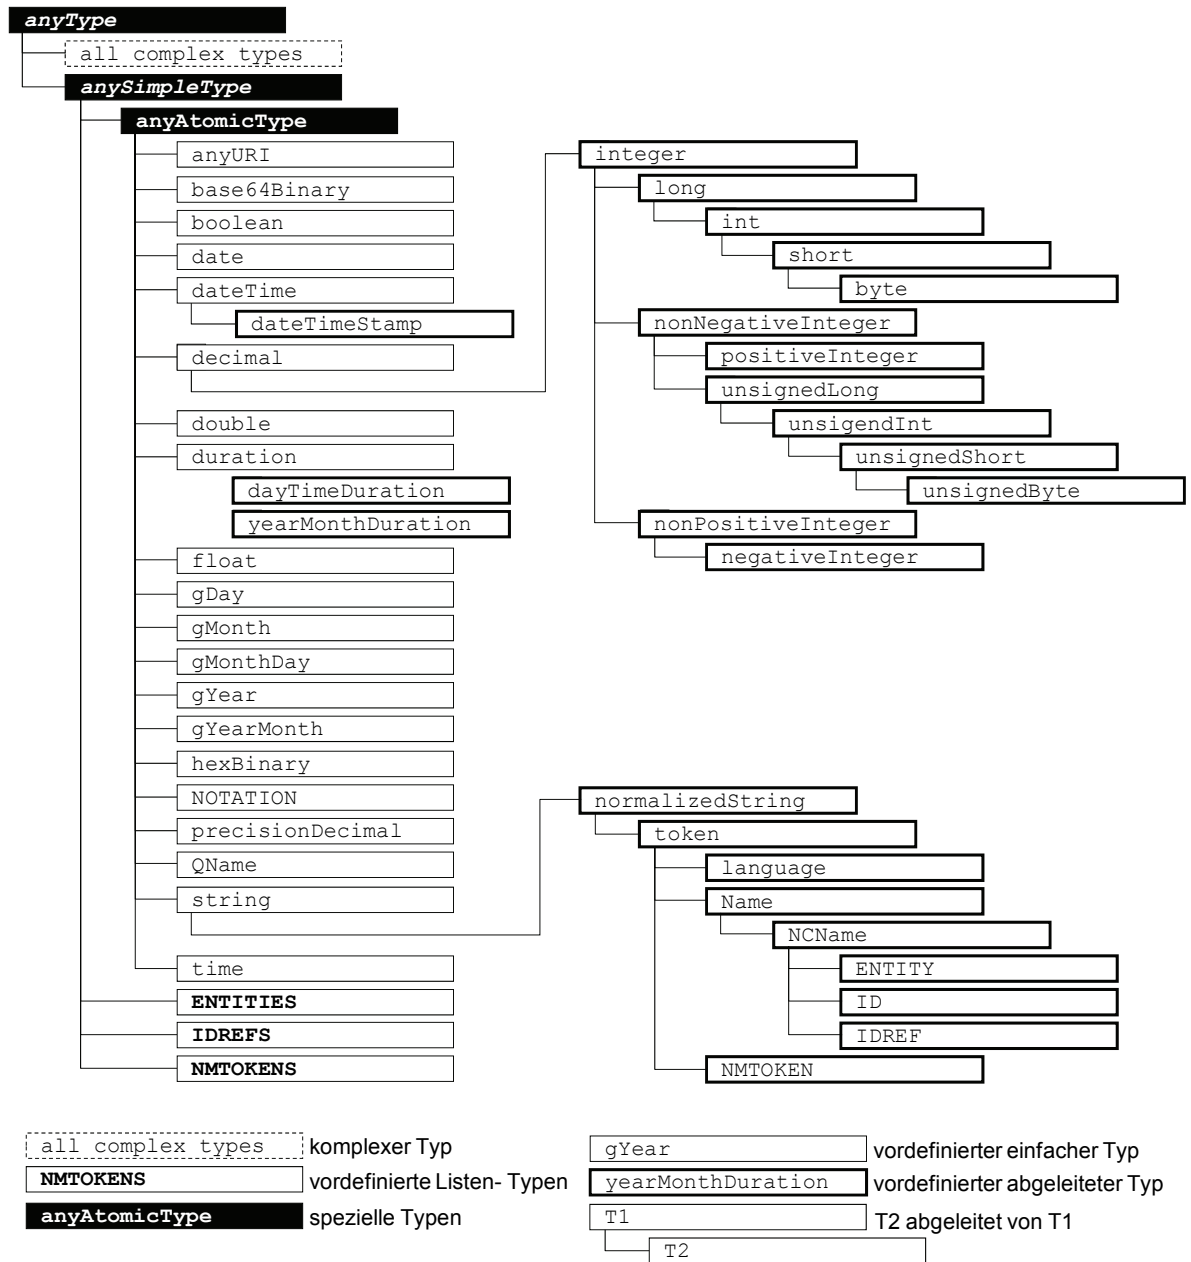 anyType
all complex types
anySimpleType
anyAtomicType
anyURI
base64Binary
boolean
date
dateTime
dateTimeStamp
decimal
double
duration
dayTimeDuration
yearMonthDuration
float
gDay
gMonth
gMonthDay
gYear
gYearMonth
hexBinary
NOTATION
precisionDecimal
QName
string
time
ENTITIES
IDREFS
NMTOKENS
integer
long
int
short
byte
nonNegativeInteger
positiveInteger
unsignedLong
unsigendInt
unsignedShort
unsignedByte
nonPositiveInteger
negativeInteger
normalizedString
token
language
Name
NCName
ENTITY
ID
IDREF
NMTOKEN
all complex types komplexer Typ
NMTOKENS vordefinierte Listen- Typen
anyAtomicType spezielle Typen
gYear vordefinierter einfacher Typ
yearMonthDuration vordefinierter abgeleiteter Typ
T1 T2 abgeleitet von T1
T2